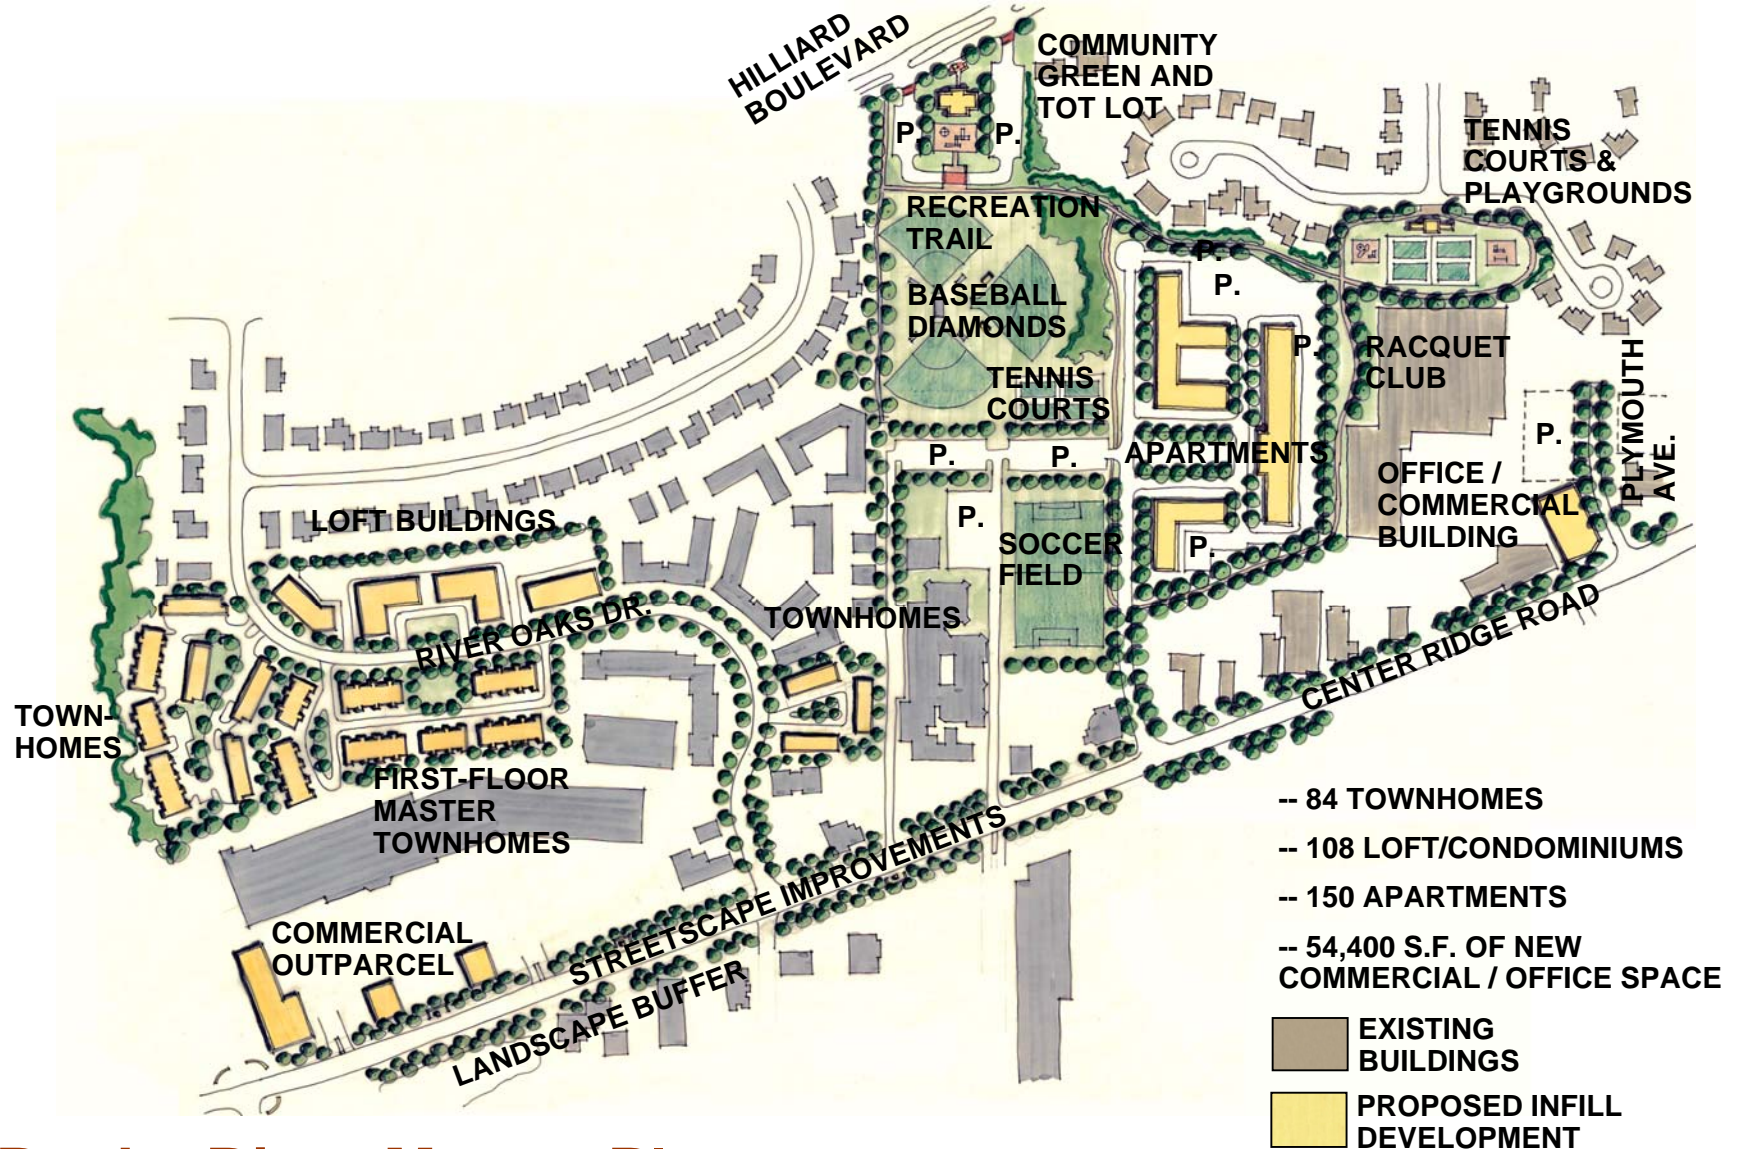 HILLIARD
BOULEVARD
COMMUNITY
GREEN AND
TOT LOT
P.
P.
TENNIS
COURTS &
PLAYGROUNDS
RECREATION
TRAIL
P.
P.
BASEBALL
DIAMONDS
P.
RACQUET
CLUB
TENNIS
COURTS
PLYMOUTH
AVE.
P.
P.
P.
APARTMENTS
OFFICE /
COMMERCIAL
BUILDING
LOFT BUILDINGS
P.
SOCCER
FIELD
P.
TOWNHOMES
RIVER OAKS DR.
CENTER RIDGE ROAD
TOWN-
HOMES
FIRST-FLOOR
MASTER
TOWNHOMES
STREETSCAPE IMPROVEMENTS
LANDSCAPE BUFFER
COMMERCIAL
OUTPARCEL
-- 84 TOWNHOMES
-- 108 LOFT/CONDOMINIUMS
-- 150 APARTMENTS
-- 54,400 S.F. OF NEW
COMMERCIAL / OFFICE SPACE
EXISTING
BUILDINGS
PROPOSED INFILL
DEVELOPMENT